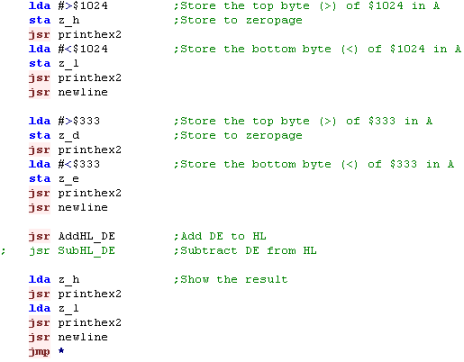 lda #>$1024 ;Store the top byte (>) of $1024 in A
sta z_h ;Store to zeropage
jsr printhex2
lda #<$1024 ;Store the bottom byte (<) of $1024 in A
sta z_l
jsr printhex2
jsr newline
lda #>$333 ;Store the top byte (>) of $333 in A
sta z_d ;Store to zeropage
jsr printhex2
lda #<$333 ;Store the bottom byte (<) of $333 in A
sta z_e
jsr printhex2
jsr newline
jsr AddHL_DE ;Add DE to HL
; jsr SubHL_DE ;Subtract DE from HL
lda z_h ;Show the result
jsr printhex2
lda z_l
jsr printhex2
jsr newline
jmp *